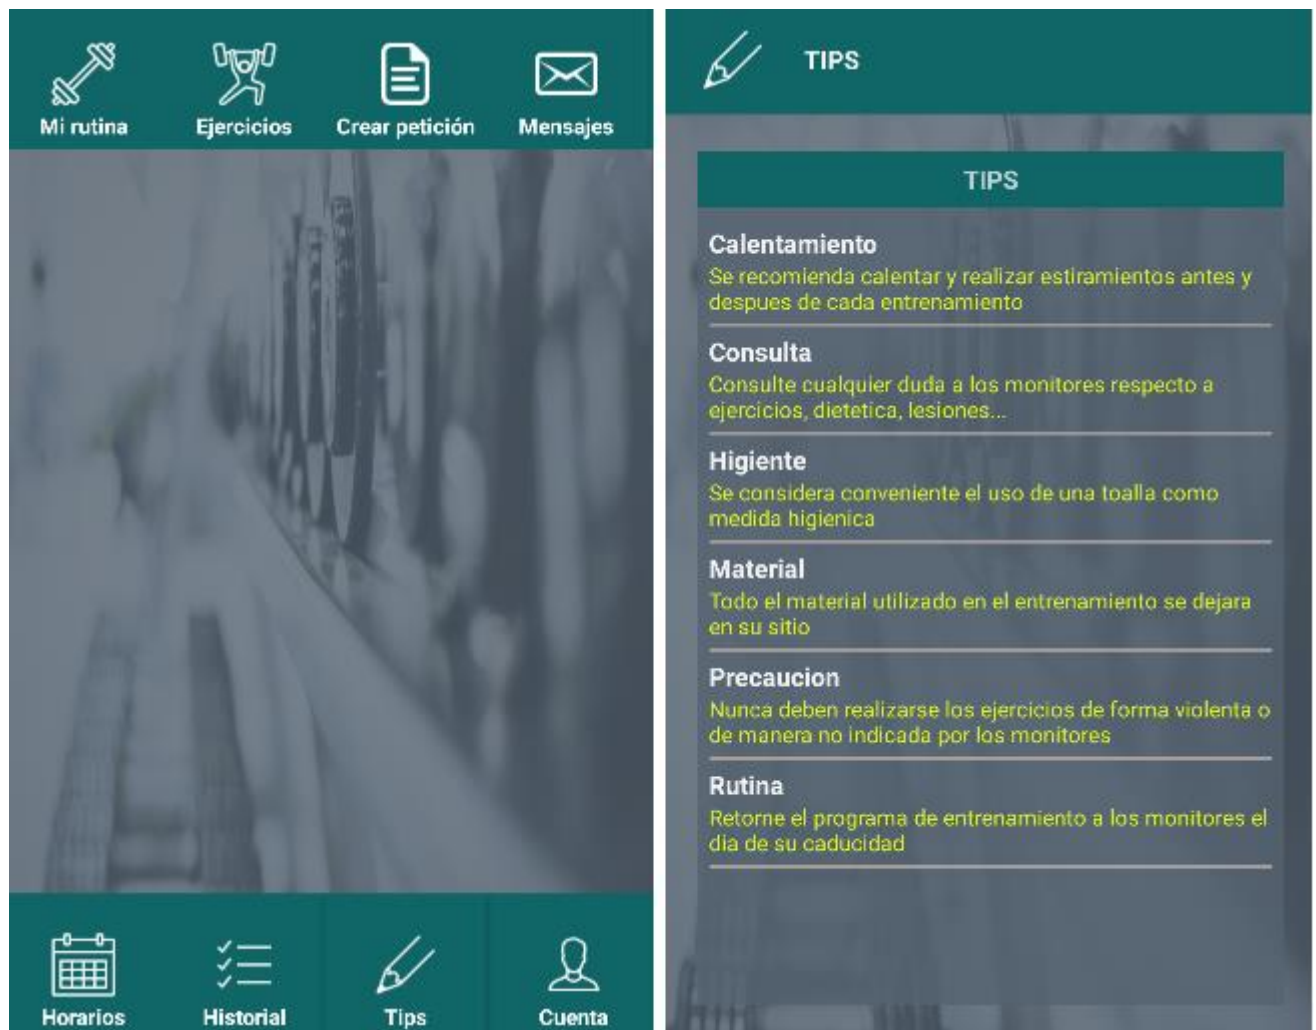 Mi rutina
Ejercicios
Crear petición
Mensajes
Horarios
Historial
Tips
Cuenta
TIPS
TIPS
Calentamiento
Se recomienda calentar y realizar estiramientos antes y
despues de cada entrenamiento
Consulta
Consulte cualquier duda a los monitores respecto a
ejercicios, dietetica, lesiones...
Higiente
Se considera conveniente el uso de una toalla como
medida higienica
Material
Todo el material utilizado en el entrenamiento se dejara
en su sitio
Precaucion
Nunca deben realizarse los ejercicios de forma violenta o
de manera no indicada por los monitores
Rutina
Retorne el programa de entrenamiento a los monitores el
dia de su caducidad